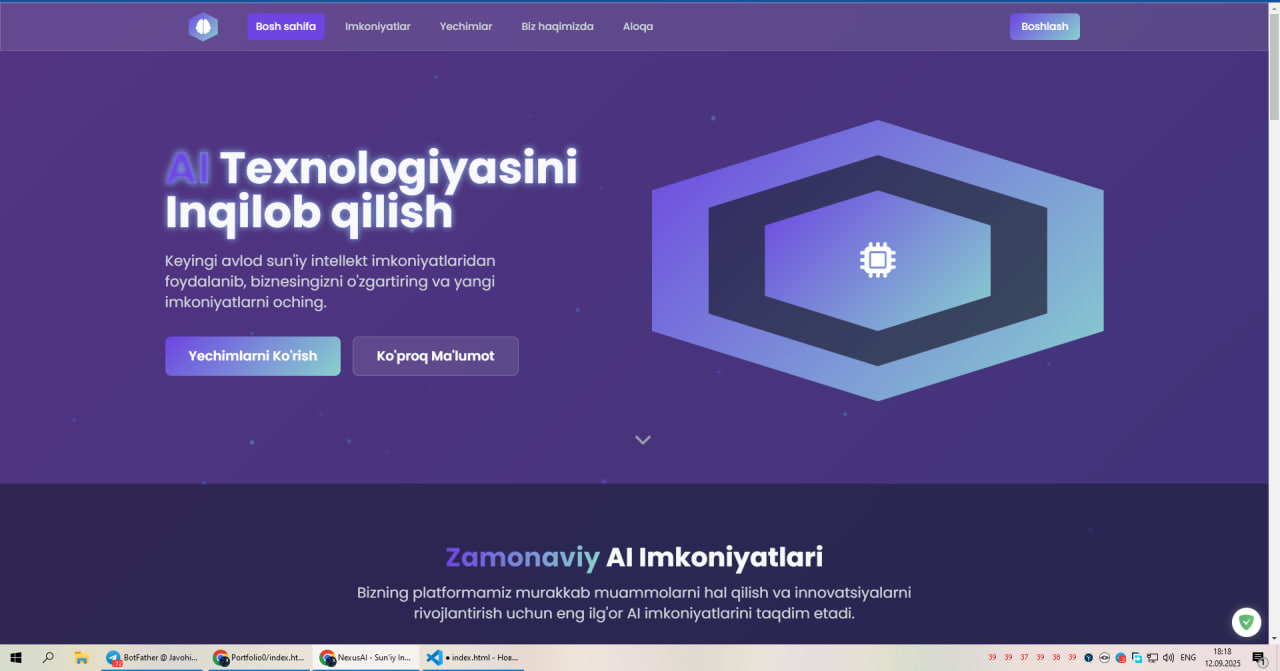 Bosh sahifa
Imkoniyatlar
Yechimlar
Biz haqimizda
Aloqa
Boshlash
AI Texnologiyasini
Inqilob qilish
Keyingi avlod sun'iy intellekt imkoniyatlaridan
foydalanib, biznesingizni o'zgartiring va yangi
imkoniyatlarni oching.
Yechimlarni Ko'rish
Ko'proq Ma'lumot
Zamonaviy AI Imkoniyatlari
Bizning platformamiz murakkab muammolarni hal qilish va innovatsiyalarni
rivojlantirish uchun eng ilg'or AI imkoniyatlarini taqdim etadi.
72
BotFather @ Javohi...
Portfolio0/index.ht...
NexusAI - Sun'iy In...
• index.html - Нов...
39 39 37 39 38 39
ENG
18:18
12.09.2025